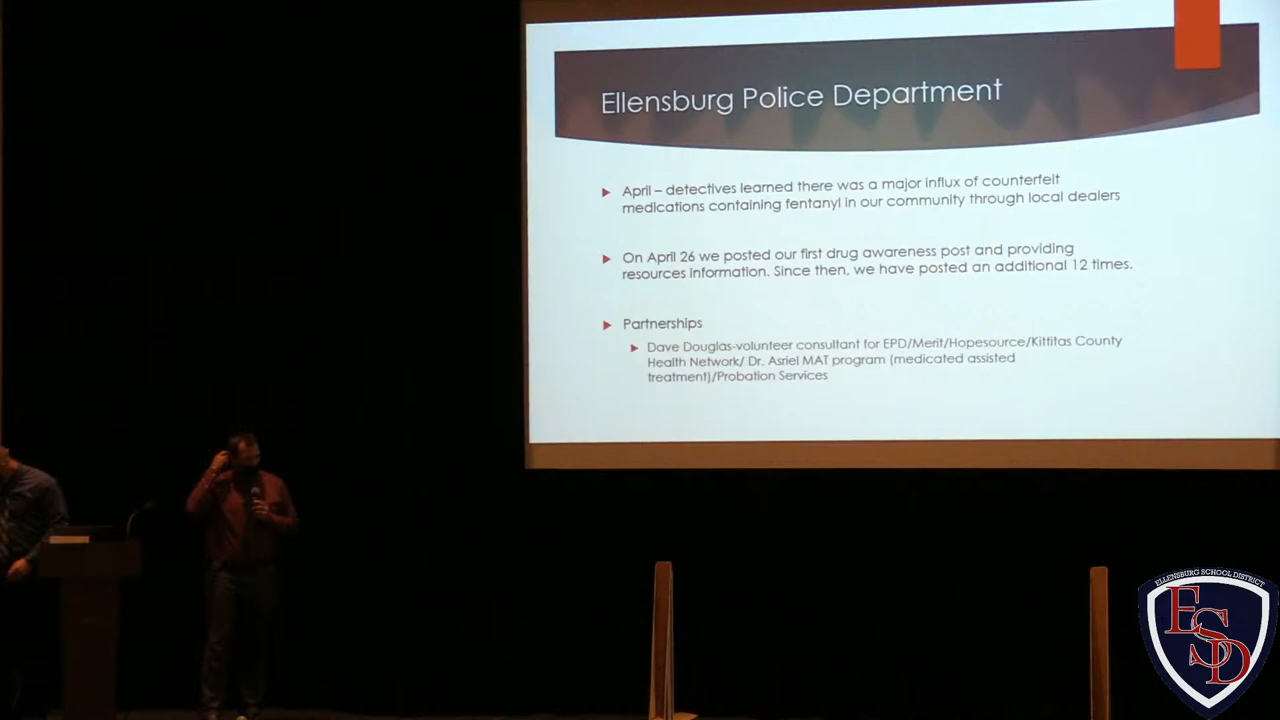 Ellensburg Police Department
April – detectives learned there was a major influx of counterfeit
medications containing fentanyl in our community through local dealers
On April 26 we posted our first drug awareness post and providing
resources information. Since then, we have posted an additional 12 times.
Partnerships
Dave Douglas-volunteer consultant for EPD/Merit/Hopesource/Kittitas County
Health Network/ Dr. Asriel MAT program (medicated assisted
treatment)/Probation Services
ELLENSBURG SCHOOL DISTRICT
ESD